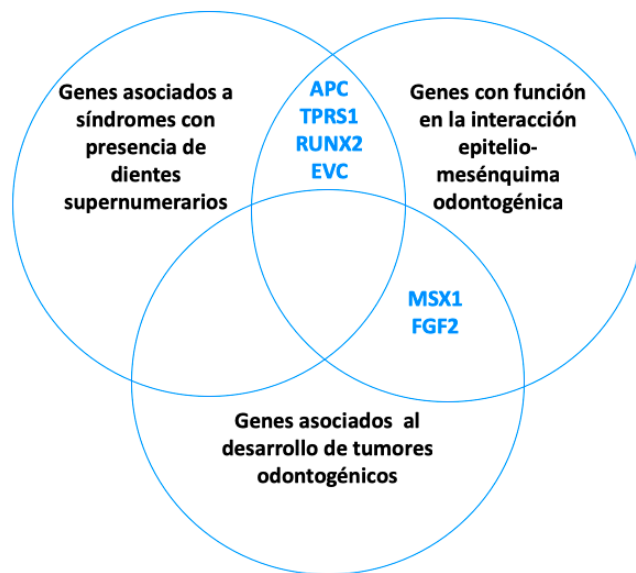 Genes asociados a
síndromes con
presencia de
dientes
supernumerarios
APC
TPRS1
RUNX2
EVC
Genes con función
en la interacción
epitelio-
mesénquima
odontogénica
MSX1
FGF2
Genes asociados al
desarrollo de tumores
odontogénicos